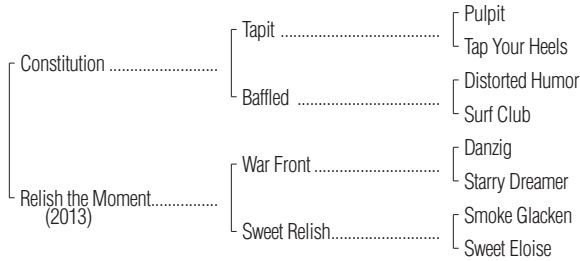 Pulpit
Tapit ..............................................
Tap Your Heels
Constitution ................................
Distorted Humor
Baffled .........................................
Surf Club
Danzig
War Front .....................................
Starry Dreamer
Relish the Moment...................
(2013)
Smoke Glacken
Sweet Relish................................
Sweet Eloise